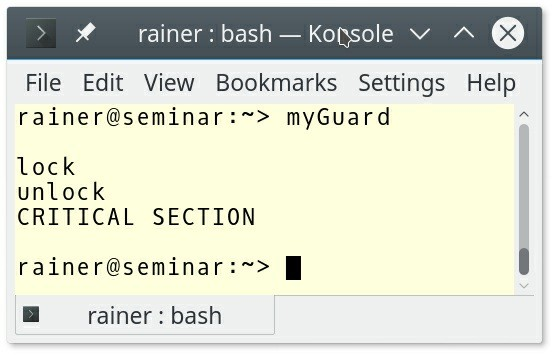 rainer : bash — Konsole
File Edit View Bookmarks Settings Help
rainer@seminar:~> myGuard
lock
unlock
CRITICAL SECTION
rainer@seminar:~>
rainer : bash